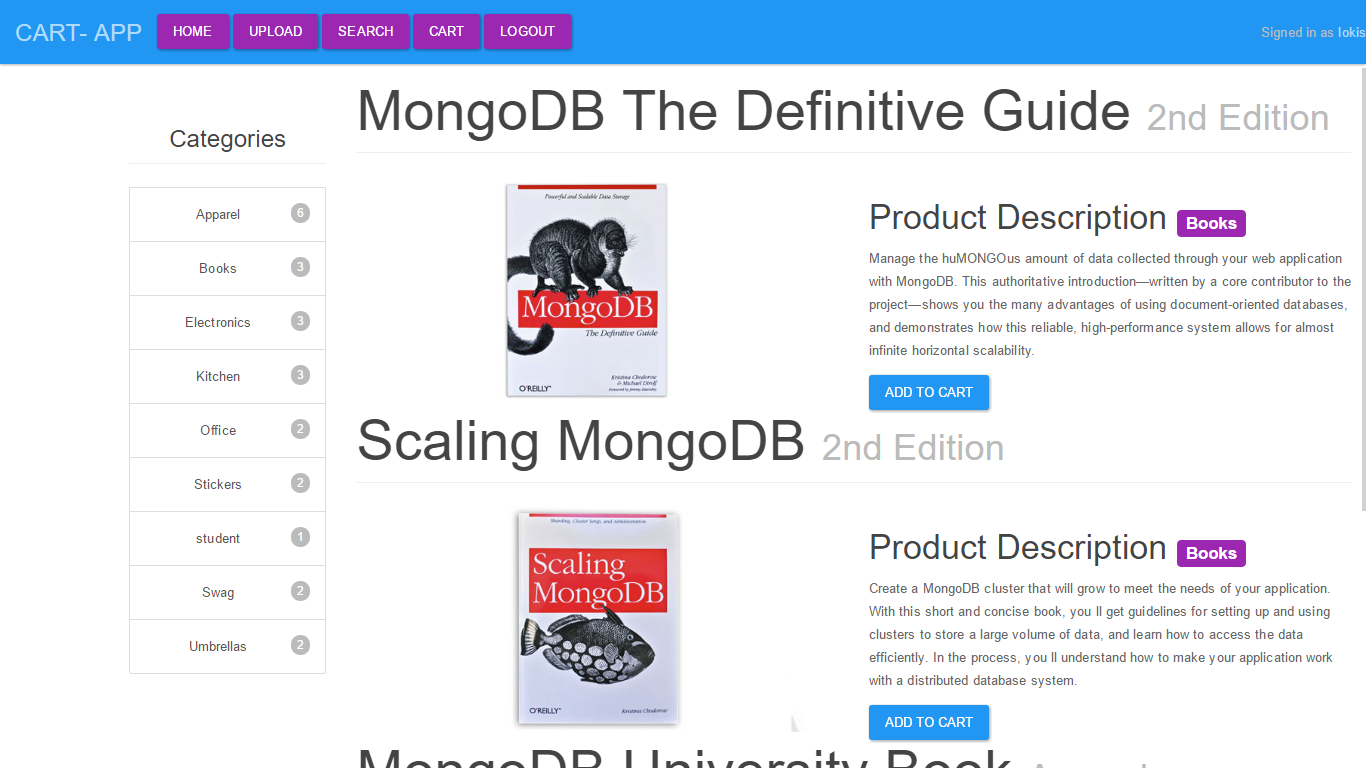 CART- APP HOME UPLOAD SEARCH CART LOGOUT Signed in as lokis
Categories
Apparel 6
Books 3
Electronics 3
Kitchen 3
Office 2
Stickers 2
student 1
Swag 2
Umbrellas 2
MongoDB The Definitive Guide 2nd Edition
Powerful and Scalable Data Storage
MongoDB
The Definitive Guide
O'REILLY
Kristina Chodorow
& Michael Dirolf
Product Description Books
Manage the huMONGOus amount of data collected through your web application
with MongoDB. This authoritative introduction—written by a core contributor to the
project—shows you the many advantages of using document-oriented databases,
and demonstrates how this reliable, high-performance system allows for almost
infinite horizontal scalability.
ADD TO CART
Scaling MongoDB 2nd Edition
Sharding, Cluster Setup, and Administration
Scaling
MongoDB
O'REILLY
Kristina Chodorow
Product Description Books
Create a MongoDB cluster that will grow to meet the needs of your application.
With this short and concise book, you ll get guidelines for setting up and using
clusters to store a large volume of data, and learn how to access the data
efficiently. In the process, you ll understand how to make your application work
with a distributed database system.
ADD TO CART
MongoDB University Book